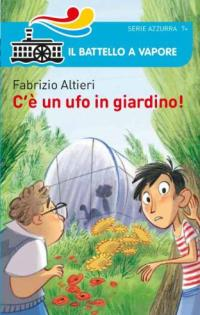 SERIE AZZURRA 7+
IL BATTELLO A VAPORE
Fabrizio Altieri
C'è un ufo in giardino!